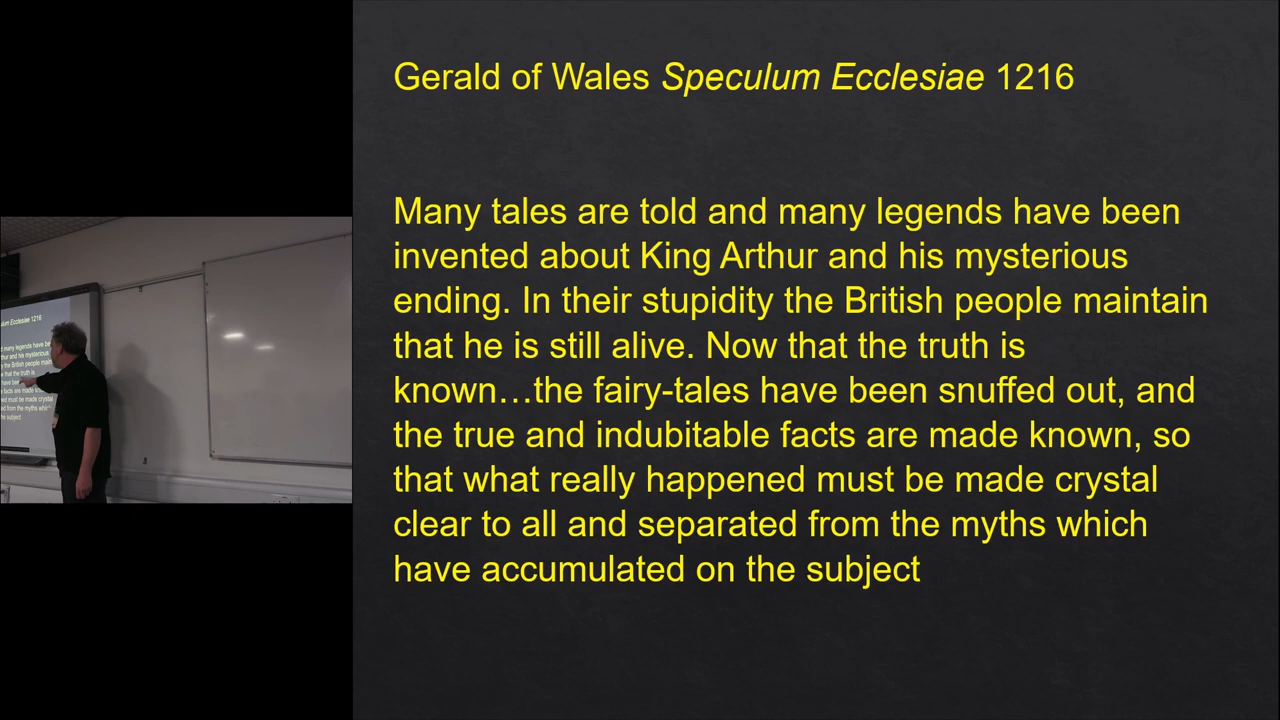 Gerald of Wales Speculum Ecclesiae 1216
Many tales are told and many legends have been
invented about King Arthur and his mysterious
ending. In their stupidity the British people maintain
that he is still alive. Now that the truth is
known…the fairy-tales have been snuffed out, and
the true and indubitable facts are made known, so
that what really happened must be made crystal
clear to all and separated from the myths which
have accumulated on the subject